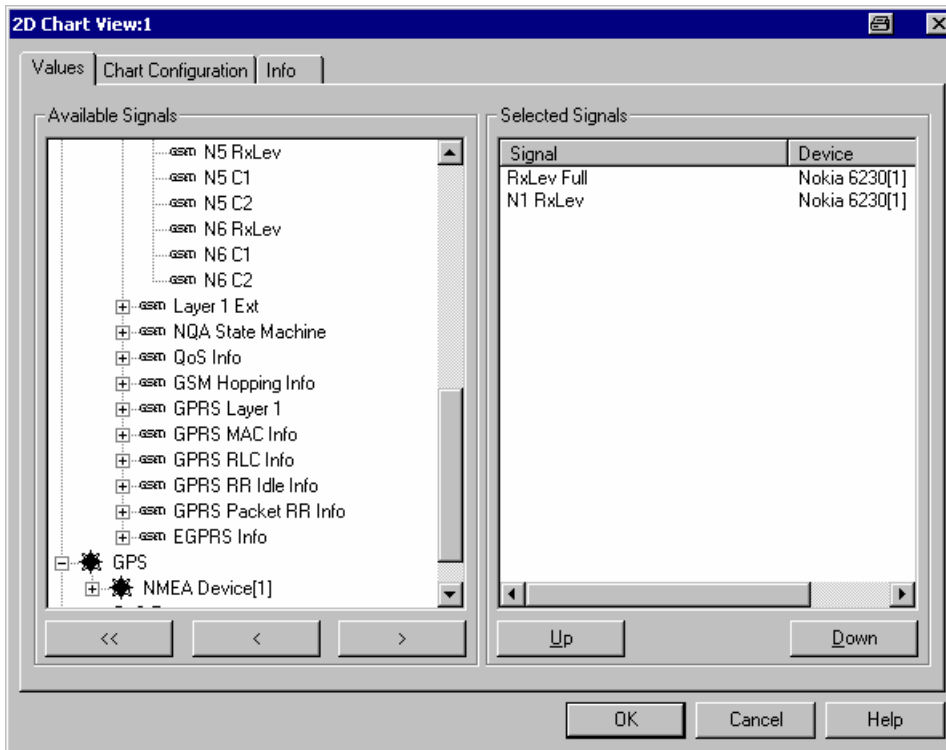 2D Chart View:1
Values
Chart Configuration
Info
Available Signals
GSM N5 RxLev
GSM N5 C1
GSM N5 C2
GSM N6 RxLev
GSM N6 C1
GSM N6 C2
GSM Layer 1 Ext
GSM NQA State Machine
GSM QoS Info
GSM GSM Hopping Info
GSM GPRS Layer 1
GSM GPRS MAC Info
GSM GPRS RLC Info
GSM GPRS RR Idle Info
GSM GPRS Packet RR Info
GSM EGPRS Info
GPS
NMEA Device[1]
<<
<
>
Selected Signals
Signal Device
RxLev Full Nokia 6230[1]
N1 RxLev Nokia 6230[1]
Up
Down
OK
Cancel
Help